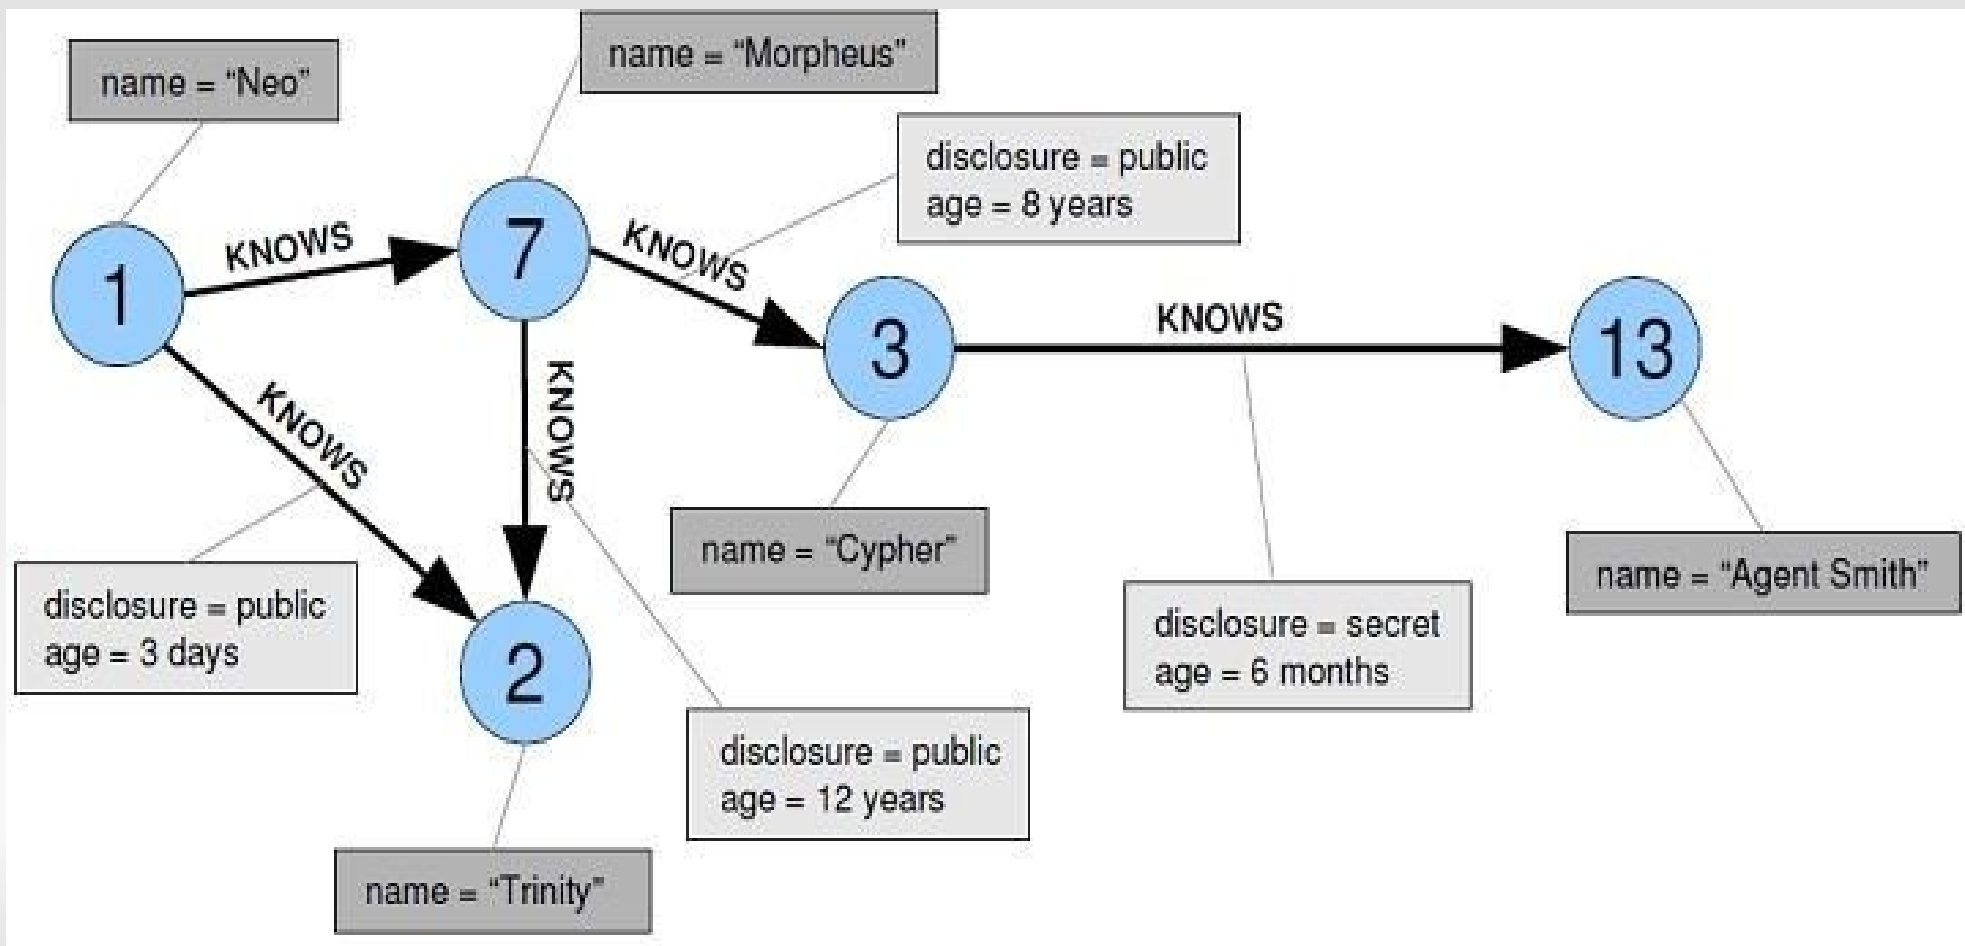 name = “Neo”
name = “Morpheus”
disclosure = public
age = 8 years
1
KNOWS
7
KNOWS
3
KNOWS
13
KNOWS
KNOWS
name = “Cypher”
name = “Agent Smith”
disclosure = public
age = 3 days
2
disclosure = secret
age = 6 months
disclosure = public
age = 12 years
name = “Trinity”